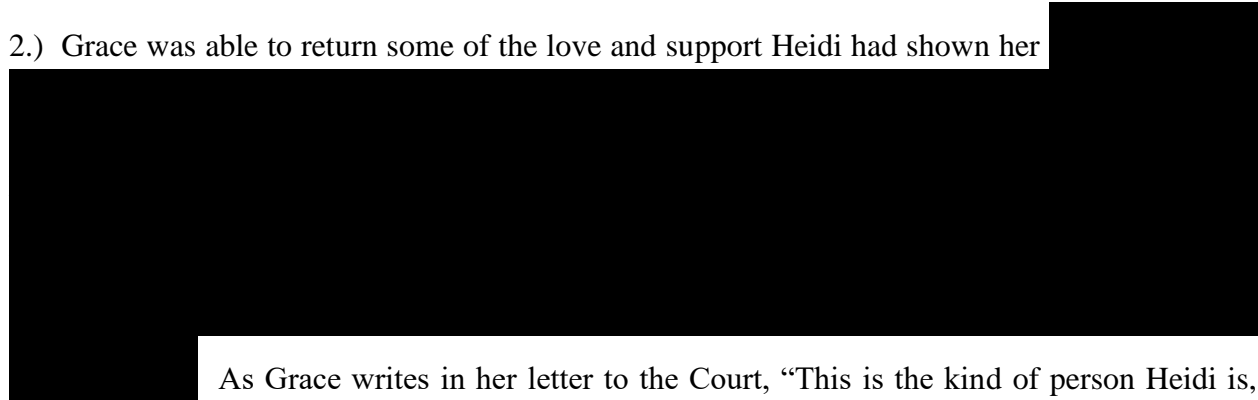 2.) Grace was able to return some of the love and support Heidi had shown her
As Grace writes in her letter to the Court, “This is the kind of person Heidi is,